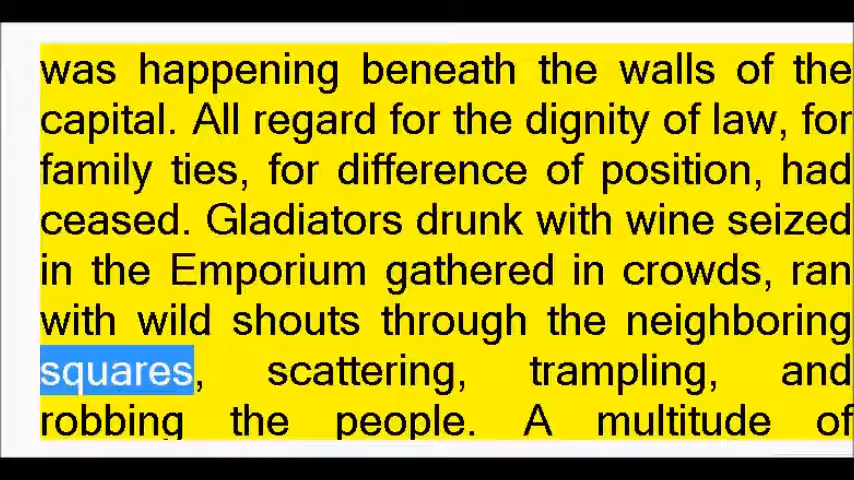 was happening beneath the walls of the
capital. All regard for the dignity of law, for
family ties, for difference of position, had
ceased. Gladiators drunk with wine seized
in the Emporium gathered in crowds, ran
with wild shouts through the neighboring
squares, scattering, trampling, and
robbing the people. A multitude of